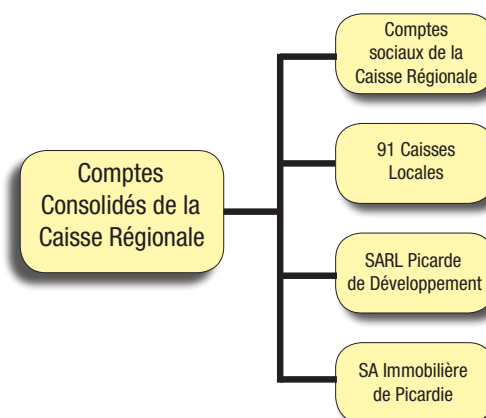 Comptes
Consolidés de la
Caisse Régionale
Comptes
sociaux de la
Caisse Régionale
91 Caisses
Locales
SARL Picarde
de Développement
SA Immobilière
de Picardie